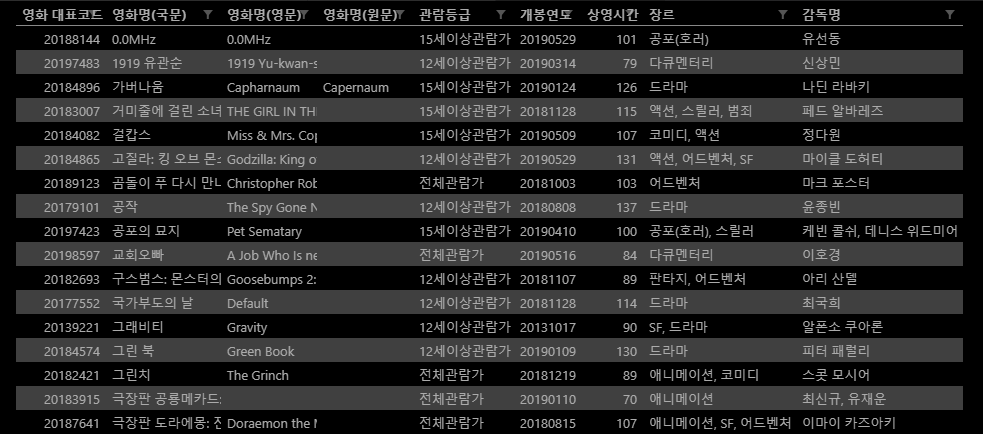 영화 대표코드 영화명(국문) 영화명(영문) 영화명(원문) 관람등급 개봉연도 상영시간 장르 감독명
20188144 0.0MHz 0.0MHz 15세이상관람가 20190529 101 공포(호러) 유선동
20197483 1919 유관순 1919 Yu-kwan-s 12세이상관람가 20190314 79 다큐멘터리 신상민
20184896 가버나움 Capharnaum Capernaum 15세이상관람가 20190124 126 드라마 나딘 라바키
20183007 거미줄에 걸린 소녀 THE GIRL IN TH 15세이상관람가 20181128 115 액션, 스릴러, 범죄 페드 알바레즈
20184082 걸캅스 Miss & Mrs. Cop 15세이상관람가 20190509 107 코미디, 액션 정다원
20184865 고질라: 킹 오브 몬 Godzilla: King o 12세이상관람가 20190529 131 액션, 어드벤처, SF 마이클 도허티
20189123 곰돌이 푸 다시 만나 Christopher Rob 전체관람가 20181003 103 어드벤처 마크 포스터
20179101 공작 The Spy Gone N 12세이상관람가 20180808 137 드라마 윤종빈
20197423 공포의 묘지 Pet Sematary 15세이상관람가 20190410 100 공포(호러), 스릴러 케빈 콜쉬, 데니스 위드미어
20198597 교회오빠 A Job Who Is ne 전체관람가 20190516 84 다큐멘터리 이호경
20182693 구스범스: 몬스터의 Goosebumps 2: 12세이상관람가 20181107 89 판타지, 어드벤처 아리 산델
20177552 국가부도의 날 Default 12세이상관람가 20181128 114 드라마 최국희
20139221 그래비티 Gravity 12세이상관람가 20131017 90 SF, 드라마 알폰소 쿠아론
20184574 그린 북 Green Book 12세이상관람가 20190109 130 드라마 피터 패럴리
20182421 그린치 The Grinch 전체관람가 20181219 89 애니메이션, 코미디 스콧 모시어
20183915 극장판 공룡메카드: 전체관람가 20190110 70 애니메이션 최신규, 유재운
20187641 극장판 도라에몽: 진 Doraemon the M 전체관람가 20180815 107 애니메이션, SF, 어드벤처 이마이 카즈아키